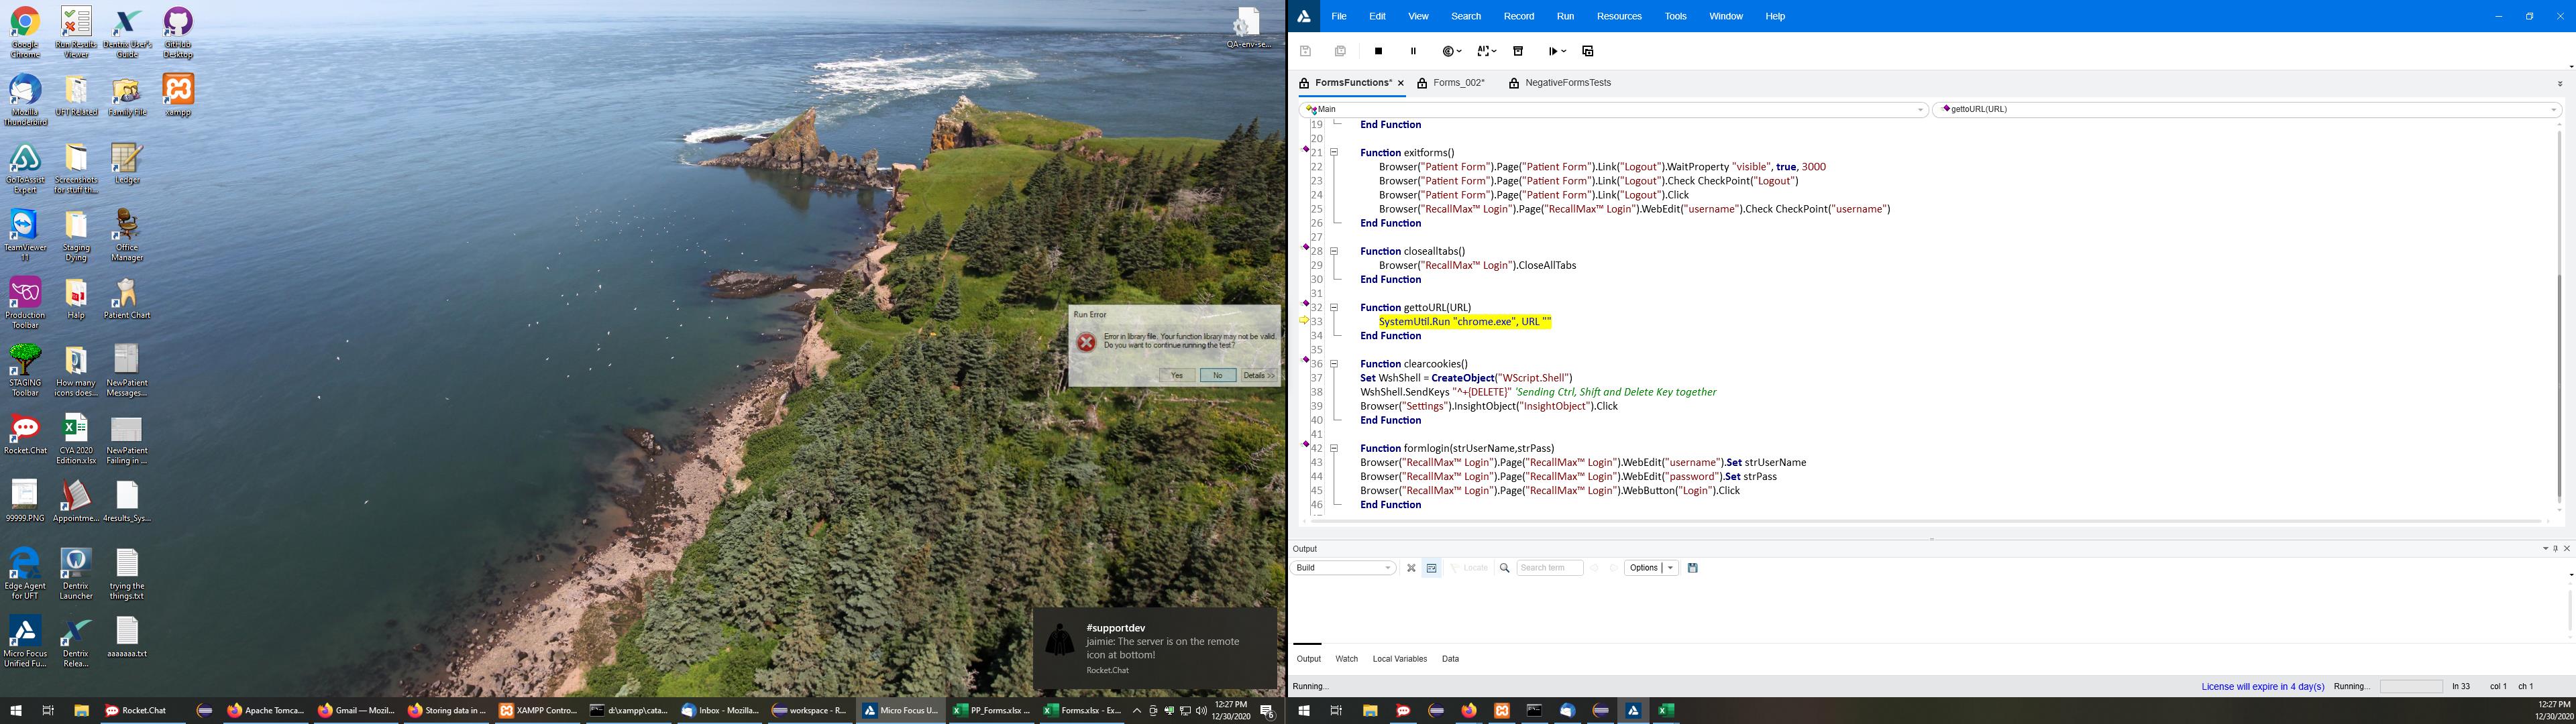 Google
Chrome
Run Results
Viewer
Dentrix User's
Guide
GitHub
Desktop
QA-env-se...
Mozilla
Thunderbird
UFT Related
Family File
xampp
GoToAssist
Expert
Screenshots
for stuff th...
Ledger
TeamViewer
11
Staging
Dying
Office
Manager
Production
Toolbar
Halp
Patient Chart
STAGING
Toolbar
How many
icons does...
NewPatient
Messages...
Rocket.Chat
CYA 2020
Edition.xlsx
NewPatient
Failing in ...
99999.PNG
Appointme...
4results_Sys...
Edge Agent
for UFT
Dentrix
Launcher
trying the
things.txt
Micro Focus
Unified Fu...
Dentrix
Relea...
aaaaaaa.txt
Run Error
Error in library file. Your function library may not be valid.
Do you want to continue running the test?
Yes No Details >>
#supportdev
jaimie: The server is on the remote
icon at bottom!
Rocket.Chat
Rocket.Chat Apache Tomca... Gmail — Mozil... Storing data in ... XAMPP Contro... d:\xampp\cata... Inbox - Mozilla... workspace - R... Micro Focus U... PP_Forms.xlsx ... Forms.xlsx - Ex...
12:27 PM
12/30/2020
6
File Edit View Search Record Run Resources Tools Window Help
FormsFunctions* Forms_002* NegativeFormsTests
Main gettoURL(URL)
19 End Function
20
21 Function exitforms()
22 Browser("Patient Form").Page("Patient Form").Link("Logout").WaitProperty "visible", true, 3000
23 Browser("Patient Form").Page("Patient Form").Link("Logout").Check CheckPoint("Logout")
24 Browser("Patient Form").Page("Patient Form").Link("Logout").Click
25 Browser("RecallMax™ Login").Page("RecallMax™ Login").WebEdit("username").Check CheckPoint("username")
26 End Function
27
28 Function closealltabs()
29 Browser("RecallMax™ Login").CloseAllTabs
30 End Function
31
32 Function gettoURL(URL)
33 SystemUtil.Run "chrome.exe", URL ""
34 End Function
35
36 Function clearcookies()
37 Set WshShell = CreateObject("WScript.Shell")
38 WshShell.SendKeys "^+{DELETE}" 'Sending Ctrl, Shift and Delete Key together
39 Browser("Settings").InsightObject("InsightObject").Click
40 End Function
41
42 Function formlogin(strUserName,strPass)
43 Browser("RecallMax™ Login").Page("RecallMax™ Login").WebEdit("username").Set strUserName
44 Browser("RecallMax™ Login").Page("RecallMax™ Login").WebEdit("password").Set strPass
45 Browser("RecallMax™ Login").Page("RecallMax™ Login").WebButton("Login").Click
46 End Function
Output
Build Locate Search term Options
Output Watch Local Variables Data
Running... License will expire in 4 day(s) Running... ln 33 col 1 ch 1
12:27 PM
12/30/2020